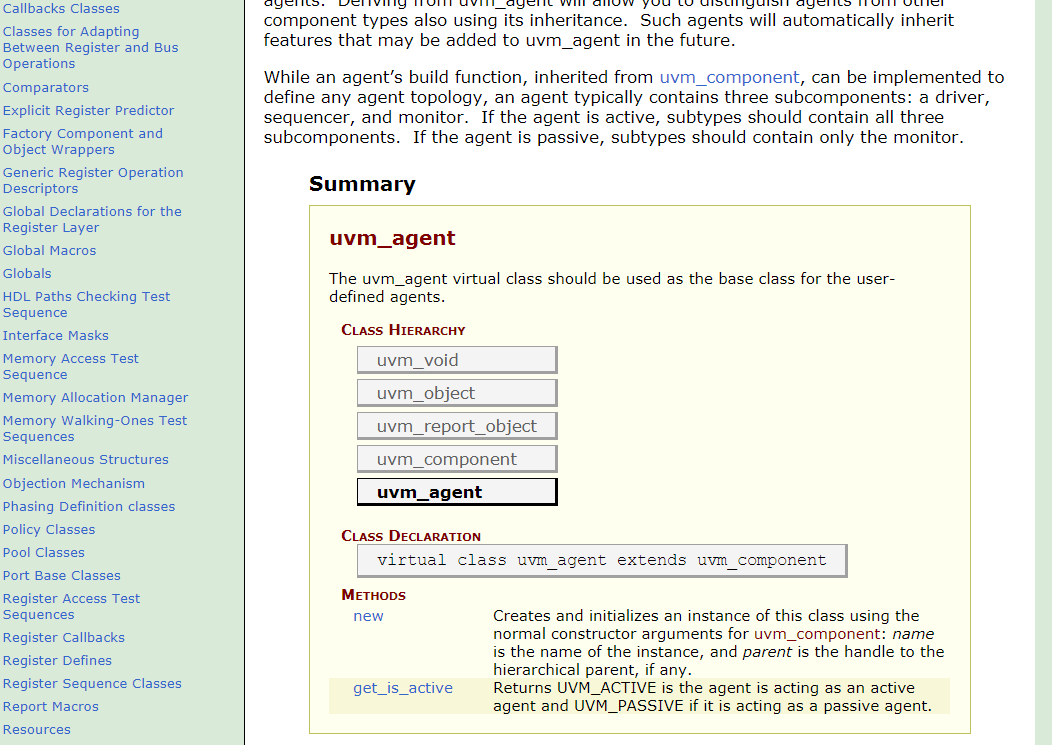 Callbacks Classes
Classes for Adapting
Between Register and Bus
Operations
Comparators
Explicit Register Predictor
Factory Component and
Object Wrappers
Generic Register Operation
Descriptors
Global Declarations for the
Register Layer
Global Macros
Globals
HDL Paths Checking Test
Sequence
Interface Masks
Memory Access Test
Sequence
Memory Allocation Manager
Memory Walking-Ones Test
Sequences
Miscellaneous Structures
Objection Mechanism
Phasing Definition classes
Policy Classes
Pool Classes
Port Base Classes
Register Access Test
Sequences
Register Callbacks
Register Defines
Register Sequence Classes
Report Macros
Resources
agents.  Deriving from uvm_agent will allow you to distinguish agents from other
component types also using its inheritance.  Such agents will automatically inherit
features that may be added to uvm_agent in the future.
While an agent’s build function, inherited from uvm_component, can be implemented to
define any agent topology, an agent typically contains three subcomponents: a driver,
sequencer, and monitor.  If the agent is active, subtypes should contain all three
subcomponents.  If the agent is passive, subtypes should contain only the monitor.
Summary
uvm_agent
The uvm_agent virtual class should be used as the base class for the user-
defined agents.
Class Hierarchy
uvm_void
uvm_object
uvm_report_object
uvm_component
uvm_agent
Class Declaration
virtual class uvm_agent extends uvm_component
Methods
new Creates and initializes an instance of this class using the
normal constructor arguments for uvm_component: name
is the name of the instance, and parent is the handle to the
hierarchical parent, if any.
get_is_active Returns UVM_ACTIVE is the agent is acting as an active
agent and UVM_PASSIVE if it is acting as a passive agent.